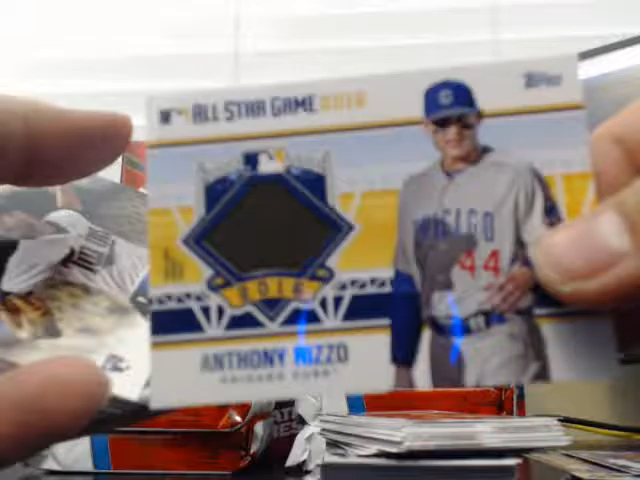 ALL STAR GAME 2016
Topps
CHICAGO
44
2016
ANTHONY RIZZO
CHICAGO CUBS